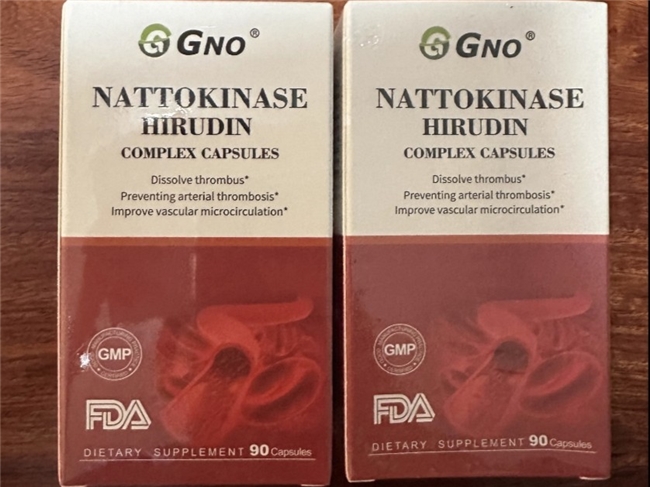 GNO®
NATTOKINASE
HIRUDIN
COMPLEX CAPSULES
Dissolve thrombus*
Preventing arterial thrombosis*
Improve vascular microcirculation*
GMP
FDA
DIETARY SUPPLEMENT 90 Capsules
GNO®
NATTOKINASE
HIRUDIN
COMPLEX CAPSULES
Dissolve thrombus*
Preventing arterial thrombosis*
Improve vascular microcirculation*
GMP
FDA
DIETARY SUPPLEMENT 90 Capsules